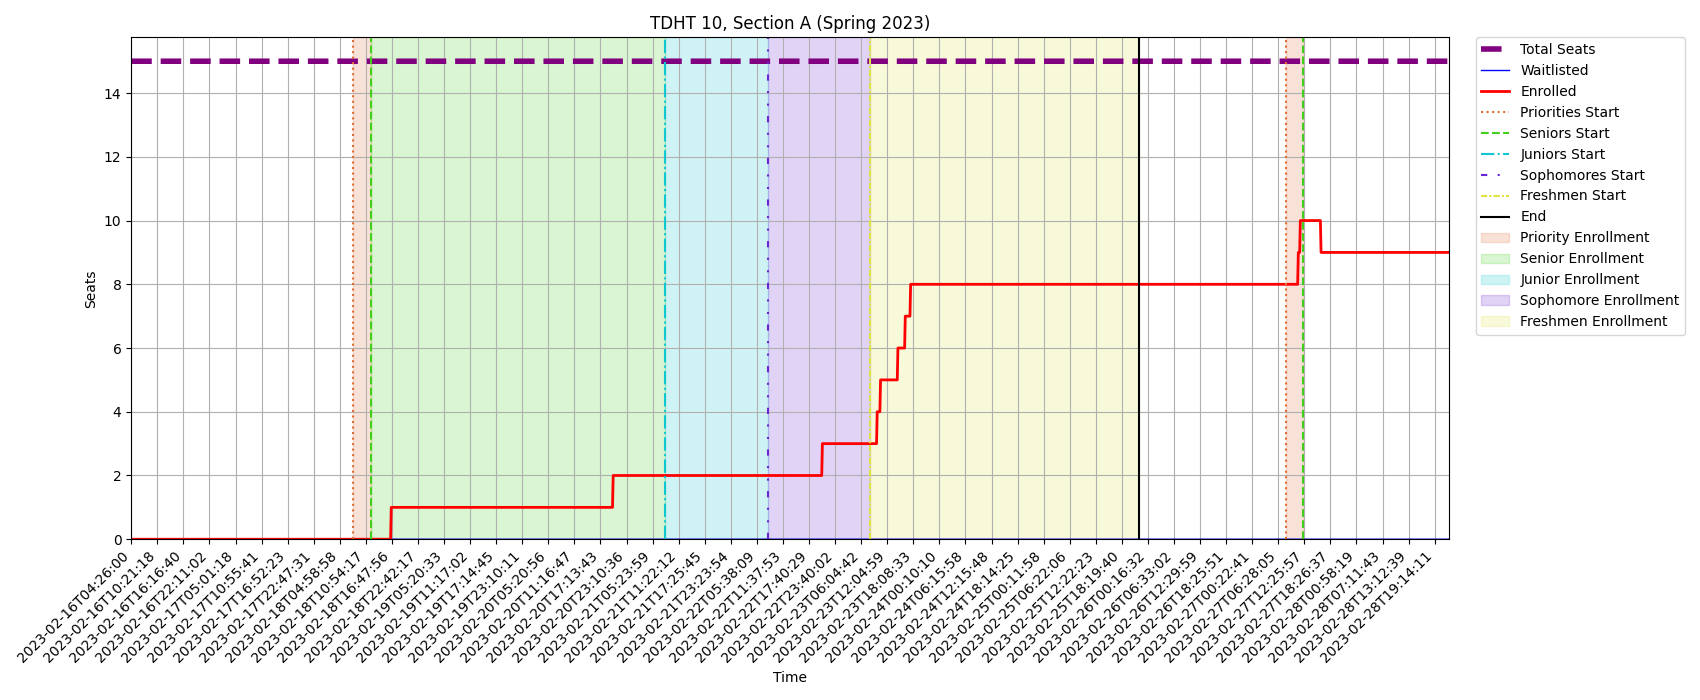 TDHT 10, Section A (Spring 2023)
Seats
14
12
10
8
6
4
2
0
2023-02-16T04:26:00
2023-02-16T10:21:18
2023-02-16T16:16:40
2023-02-16T22:11:02
2023-02-17T05:01:18
2023-02-17T10:55:41
2023-02-17T16:52:23
2023-02-17T22:47:31
2023-02-18T04:58:58
2023-02-18T10:54:17
2023-02-18T16:47:56
2023-02-18T22:42:17
2023-02-19T05:20:33
2023-02-19T11:17:02
2023-02-19T17:14:45
2023-02-19T23:10:11
2023-02-20T05:20:56
2023-02-20T11:16:47
2023-02-20T17:13:43
2023-02-20T23:10:36
2023-02-21T05:23:59
2023-02-21T11:22:12
2023-02-21T17:25:45
2023-02-21T23:23:54
2023-02-22T05:38:09
2023-02-22T11:37:53
2023-02-22T17:40:29
2023-02-22T23:40:02
2023-02-23T06:04:42
2023-02-23T12:04:59
2023-02-23T18:08:33
2023-02-24T00:10:10
2023-02-24T06:15:58
2023-02-24T12:15:48
2023-02-24T18:14:25
2023-02-25T00:11:58
2023-02-25T06:22:06
2023-02-25T12:22:23
2023-02-25T18:19:40
2023-02-26T00:16:32
2023-02-26T06:33:02
2023-02-26T12:29:59
2023-02-26T18:25:51
2023-02-27T00:22:41
2023-02-27T06:28:05
2023-02-27T12:25:57
2023-02-27T18:26:37
2023-02-28T00:58:19
2023-02-28T07:11:43
2023-02-28T13:12:39
2023-02-28T19:14:11
Time
Total Seats
Waitlisted
Enrolled
Priorities Start
Seniors Start
Juniors Start
Sophomores Start
Freshmen Start
End
Priority Enrollment
Senior Enrollment
Junior Enrollment
Sophomore Enrollment
Freshmen Enrollment